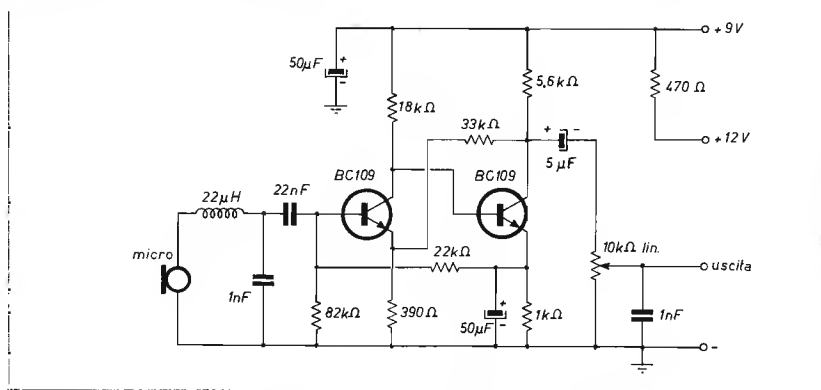 +9V
50µF
+
-
5,6kΩ
470 Ω
18kΩ
33kΩ
+12V
+
-
5 µF
BC109
BC109
22µH
22nF
micro
22kΩ
10kΩ lin.
uscita
1nF
82kΩ
390Ω
50µF
+
-
1kΩ
1nF
-